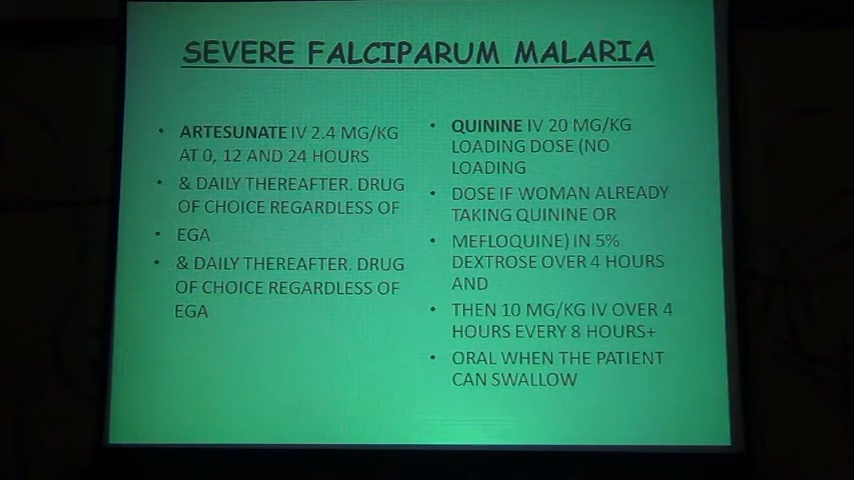 SEVERE FALCIPARUM MALARIA
• ARTESUNATE IV 2.4 MG/KG
AT 0, 12 AND 24 HOURS
• & DAILY THEREAFTER. DRUG
OF CHOICE REGARDLESS OF
• EGA
• & DAILY THEREAFTER. DRUG
OF CHOICE REGARDLESS OF
EGA
• QUININE IV 20 MG/KG
LOADING DOSE (NO
LOADING
• DOSE IF WOMAN ALREADY
TAKING QUININE OR
• MEFLOQUINE) IN 5%
DEXTROSE OVER 4 HOURS
AND
• THEN 10 MG/KG IV OVER 4
HOURS EVERY 8 HOURS+
• ORAL WHEN THE PATIENT
CAN SWALLOW